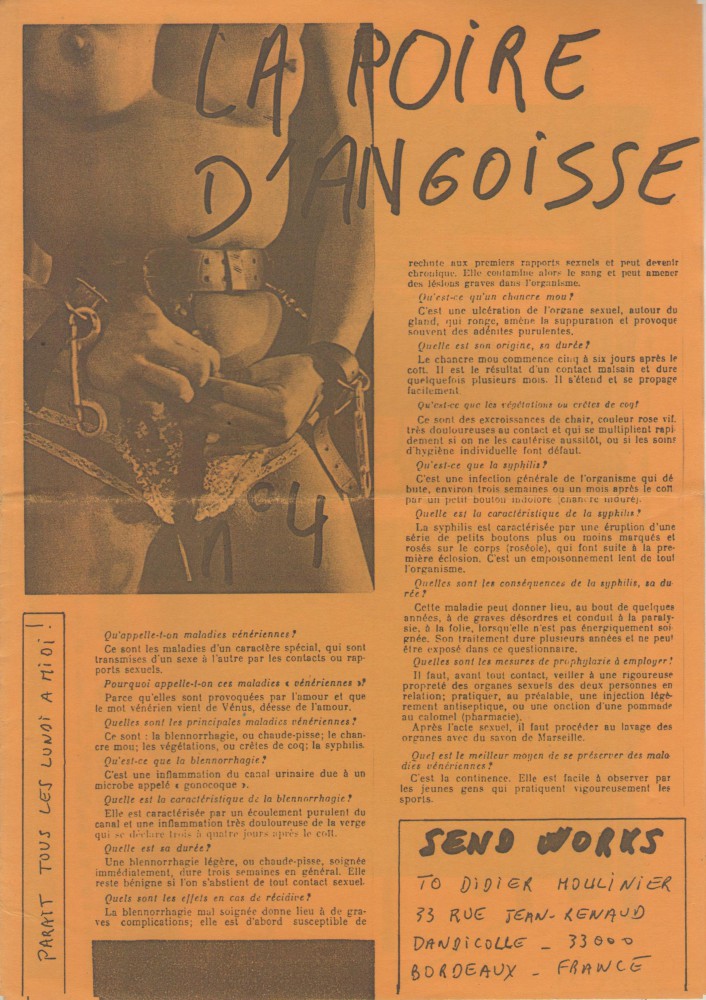 LA POIRE
D'ANGOISSE
n°4
PARAIT TOUS LES LUNDI A MIDI !
Qu'appelle-t-on maladies vénériennes ?
Ce sont les maladies d'un caractère spécial, qui sont
transmises d'un sexe à l'autre par les contacts ou rap-
ports sexuels.
Pourquoi appelle-t-on ces maladies « vénériennes »?
Parce qu'elles sont provoquées par l'amour et que
le mot vénérien vient de Vénus, déesse de l'amour.
Quelles sont les principales maladies vénériennes ?
Ce sont : la blennorrhagie, ou chaude-pisse; le chan-
cre mou; les végétations, ou crêtes de coq; la syphilis.
Qu'est-ce que la blennorrhagie ?
C'est une inflammation du canal urinaire due à un
microbe appelé « gonocoque ».
Quelle est la caractéristique de la blennorrhagie ?
Elle est caractérisée par un écoulement purulent du
canal et une inflammation très douloureuse de la verge
qui se déclare trois à quatre jours après le coït.
Quelle est sa durée ?
Une blennorrhagie légère, ou chaude-pisse, soignée
immédiatement, dure trois semaines en général. Elle
reste bénigne si l'on s'abstient de tout contact sexuel.
Quels sont les effets en cas de récidive ?
La blennorrhagie mal soignée donne lieu à de gra-
ves complications; elle est d'abord susceptible de
rechute aux premiers rapports sexuels et peut devenir
chronique. Elle contamine alors le sang et peut amener
des lésions graves dans l'organisme.
Qu'est-ce qu'un chancre mou ?
C'est une ulcération de l'organe sexuel, autour du
gland, qui ronge, amène la suppuration et provoque
souvent des adénites purulentes.
Quelle est son origine, sa durée ?
Le chancre mou commence cinq à six jours après le
coït. Il est le résultat d'un contact malsain et dure
quelquefois plusieurs mois. Il s'étend et se propage
facilement.
Qu'est-ce que les végétations ou crêtes de coq?
Ce sont des excroissances de chair, couleur rose vif,
très douloureuses au contact et qui se multiplient rapi-
dement si on ne les cautérise aussitôt, ou si les soins
d'hygiène individuelle font défaut.
Qu'est-ce que la syphilis ?
C'est une infection générale de l'organisme qui dé
bute, environ trois semaines ou un mois après le coït
par un petit bouton indolore (chancre induré).
Quelle est la caractéristique de la syphilis ?
La syphilis est caractérisée par une éruption d'une
série de petits boutons plus ou moins marqués et
rosés sur le corps (roséole), qui font suite à la pre-
mière éclosion. C'est un empoisonnement lent de tout
l'organisme.
Quelles sont les conséquences de la syphilis, sa du-
rée ?
Cette maladie peut donner lieu, au bout de quelques
années, à de graves désordres et conduit à la paraly-
sie, à la folie, lorsqu'elle n'est pas énergiquement soi-
gnée. Son traitement dure plusieurs années et ne peut
être exposé dans ce questionnaire.
Quelles sont les mesures de prophylaxie à employer ?
Il faut, avant tout contact, veiller à une rigoureuse
propreté des organes sexuels des deux personnes en
relation; pratiquer, au préalable, une injection légè-
rement antiseptique, ou une onction d'une pommade
au calomel (pharmacie).
Après l'acte sexuel, il faut procéder au lavage des
organes avec du savon de Marseille.
Quel est le meilleur moyen de se préserver des mala
dies vénériennes ?
C'est la continence. Elle est facile à observer par
les jeunes gens qui pratiquent vigoureusement les
sports.
SEND WORKS
TO DIDIER MOULINIER
33 RUE JEAN-RENAUD
DANDICOLLE _ 33000
BORDEAUX _ FRANCE